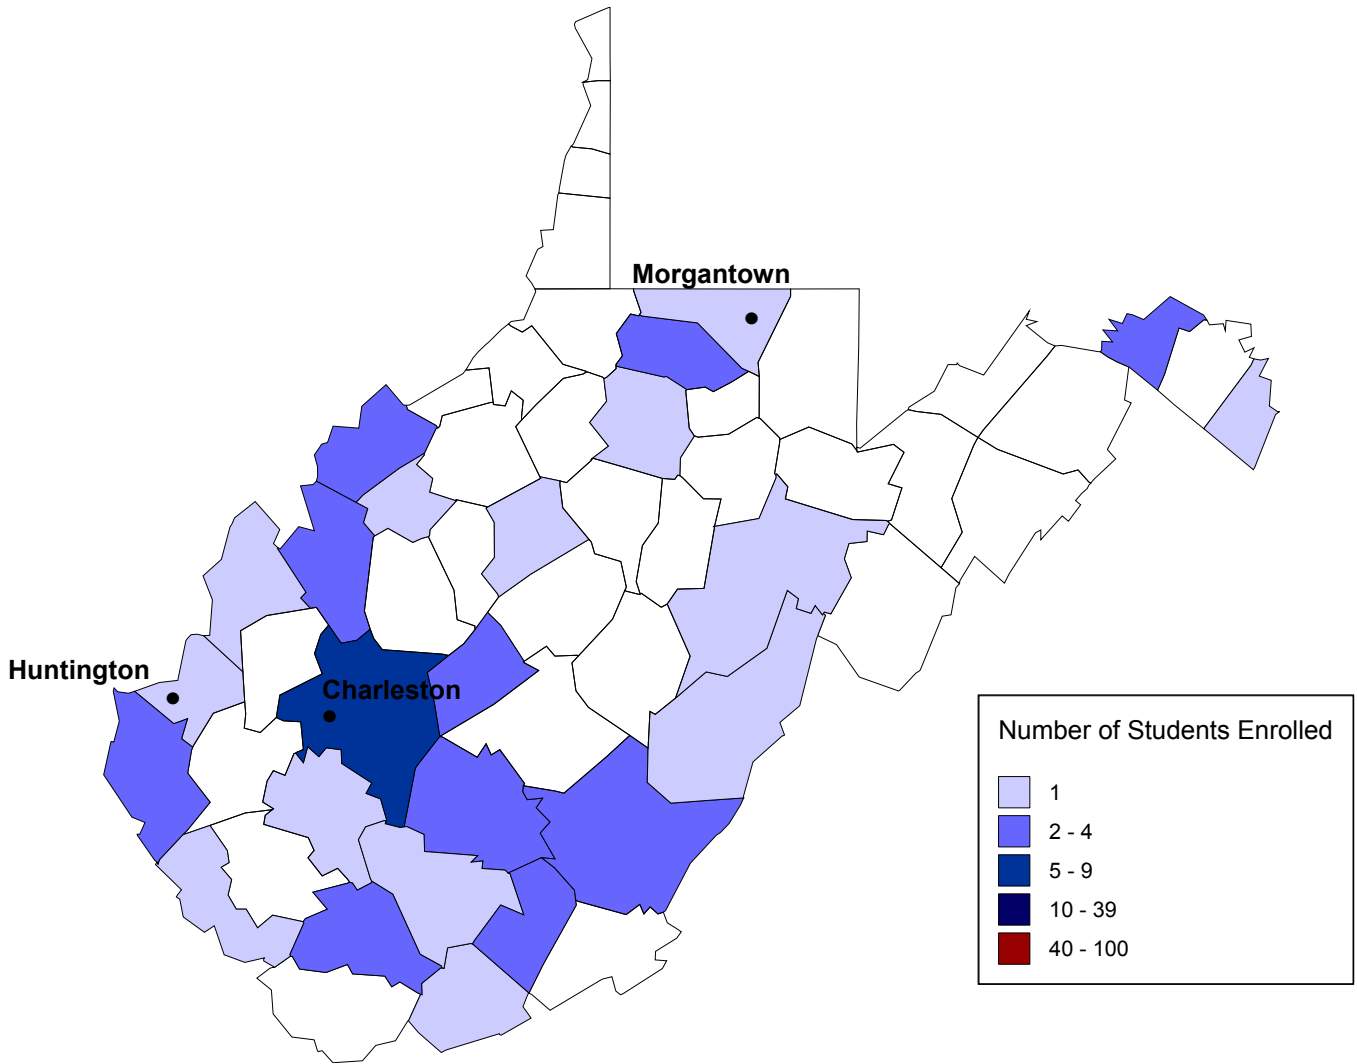 Morgantown
Huntington
Charleston
Number of Students Enrolled
1
2 - 4
5 - 9
10 - 39
40 - 100